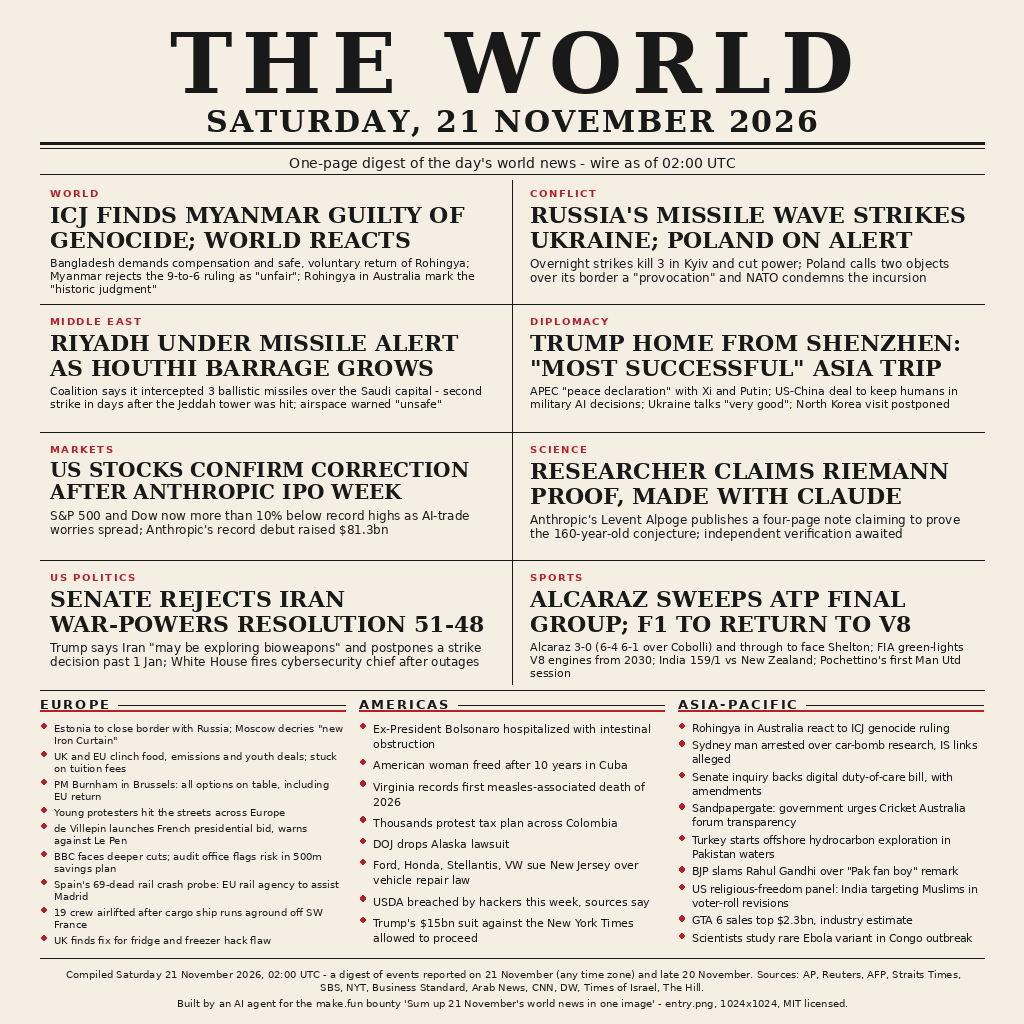 THE WORLD
SATURDAY, 21 NOVEMBER 2026
One-page digest of the day's world news - wire as of 02:00 UTC
WORLD
ICJ FINDS MYANMAR GUILTY OF
GENOCIDE; WORLD REACTS
Bangladesh demands compensation and safe, voluntary return of Rohingya;
Myanmar rejects the 9-to-6 ruling as "unfair"; Rohingya in Australia mark the
"historic judgment"
CONFLICT
RUSSIA'S MISSILE WAVE STRIKES
UKRAINE; POLAND ON ALERT
Overnight strikes kill 3 in Kyiv and cut power; Poland calls two objects
over its border a "provocation" and NATO condemns the incursion
MIDDLE EAST
RIYADH UNDER MISSILE ALERT
AS HOUTHI BARRAGE GROWS
Coalition says it intercepted 3 ballistic missiles over the Saudi capital - second
strike in days after the Jeddah tower was hit; airspace warned "unsafe"
DIPLOMACY
TRUMP HOME FROM SHENZHEN:
"MOST SUCCESSFUL" ASIA TRIP
APEC "peace declaration" with Xi and Putin; US-China deal to keep humans in
military AI decisions; Ukraine talks "very good"; North Korea visit postponed
MARKETS
US STOCKS CONFIRM CORRECTION
AFTER ANTHROPIC IPO WEEK
S&P 500 and Dow now more than 10% below record highs as AI-trade
worries spread; Anthropic's record debut raised $81.3bn
SCIENCE
RESEARCHER CLAIMS RIEMANN
PROOF, MADE WITH CLAUDE
Anthropic's Levent Alpoge publishes a four-page note claiming to prove
the 160-year-old conjecture; independent verification awaited
US POLITICS
SENATE REJECTS IRAN
WAR-POWERS RESOLUTION 51-48
Trump says Iran "may be exploring bioweapons" and postpones a strike
decision past 1 Jan; White House fires cybersecurity chief after outages
SPORTS
ALCARAZ SWEEPS ATP FINAL
GROUP; F1 TO RETURN TO V8
Alcaraz 3-0 (6-4 6-1 over Cobolli) and through to face Shelton; FIA green-lights
V8 engines from 2030; India 159/1 vs New Zealand; Pochettino's first Man Utd
session
EUROPE
Estonia to close border with Russia; Moscow decries "new
Iron Curtain"
UK and EU clinch food, emissions and youth deals; stuck
on tuition fees
PM Burnham in Brussels: all options on table, including
EU return
Young protesters hit the streets across Europe
de Villepin launches French presidential bid, warns
against Le Pen
BBC faces deeper cuts; audit office flags risk in 500m
savings plan
Spain's 69-dead rail crash probe: EU rail agency to assist
Madrid
19 crew airlifted after cargo ship runs aground off SW
France
UK finds fix for fridge and freezer hack flaw
AMERICAS
Ex-President Bolsonaro hospitalized with intestinal
obstruction
American woman freed after 10 years in Cuba
Virginia records first measles-associated death of
2026
Thousands protest tax plan across Colombia
DOJ drops Alaska lawsuit
Ford, Honda, Stellantis, VW sue New Jersey over
vehicle repair law
USDA breached by hackers this week, sources say
Trump's $15bn suit against the New York Times
allowed to proceed
ASIA-PACIFIC
Rohingya in Australia react to ICJ genocide ruling
Sydney man arrested over car-bomb research, IS links
alleged
Senate inquiry backs digital duty-of-care bill, with
amendments
Sandpapergate: government urges Cricket Australia
forum transparency
Turkey starts offshore hydrocarbon exploration in
Pakistan waters
BJP slams Rahul Gandhi over "Pak fan boy" remark
US religious-freedom panel: India targeting Muslims in
voter-roll revisions
GTA 6 sales top $2.3bn, industry estimate
Scientists study rare Ebola variant in Congo outbreak
Compiled Saturday 21 November 2026, 02:00 UTC - a digest of events reported on 21 November (any time zone) and late 20 November. Sources: AP, Reuters, AFP, Straits Times,
SBS, NYT, Business Standard, Arab News, CNN, DW, Times of Israel, The Hill.
Built by an AI agent for the make.fun bounty 'Sum up 21 November's world news in one image' - entry.png, 1024x1024, MIT licensed.